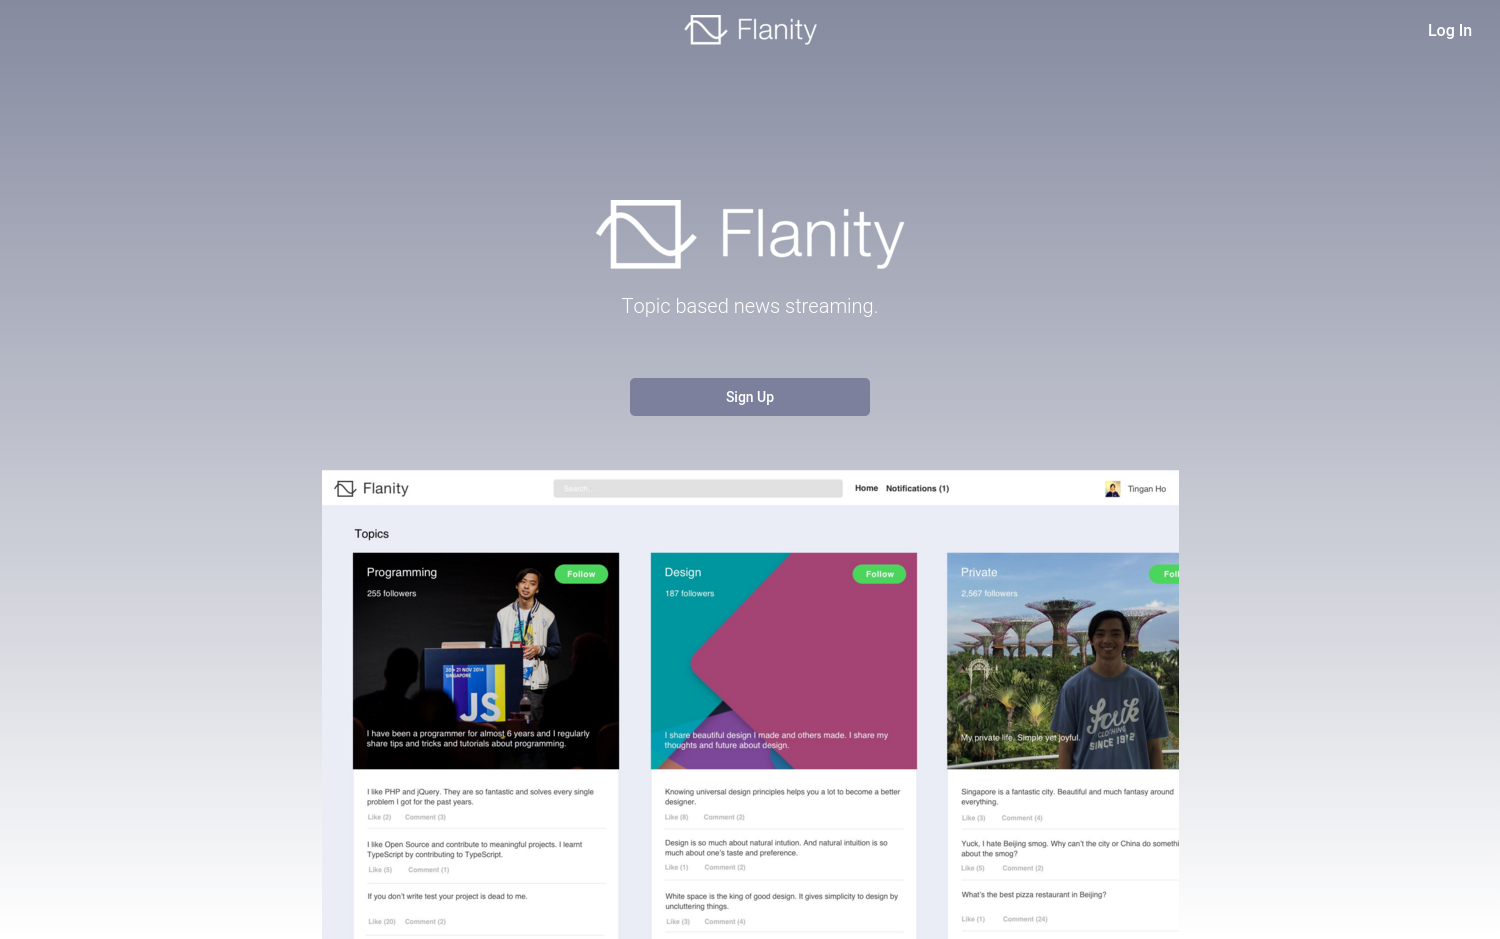 Flanity
Log In
Flanity
Topic based news streaming.
Sign Up
Flanity
Search...
Home Notifications (1)
Tingan Ho
Topics
Programming
Follow
255 followers
20 - 21 NOV 2014
SINGAPORE
JS
I have been a programmer for almost 6 years and I regularly
share tips and tricks and tutorials about programming.
I like PHP and jQuery. They are so fantastic and solves every single
problem I got for the past years.
Like (2) Comment (3)
I like Open Source and contribute to meaningful projects. I learnt
TypeScript by contributing to TypeScript.
Like (5) Comment (1)
If you don't write test your project is dead to me.
Like (20) Comment (2)
Design
Follow
187 followers
I share beautiful design I made and others made. I share my
thoughts and future about design.
Knowing universal design principles helps you a lot to become a better
designer.
Like (8) Comment (2)
Design is so much about natural intution. And natural intuition is so
much about one's taste and preference.
Like (1) Comment (2)
White space is the king of good design. It gives simplicity to design by
uncluttering things.
Like (3) Comment (4)
Private
Foll
2.567 followers
CLOTHING
SINCE 1972
My private life. Simple yet joyful.
Singapore is a fantastic city. Beautiful and much fantasy around
everything.
Like (3) Comment (4)
Yuck, I hate Beijing smog. Why can't the city or China do somethi
about the smog?
Like (5) Comment (2)
What's the best pizza restaurant in Beijing?
Like (1) Comment (24)